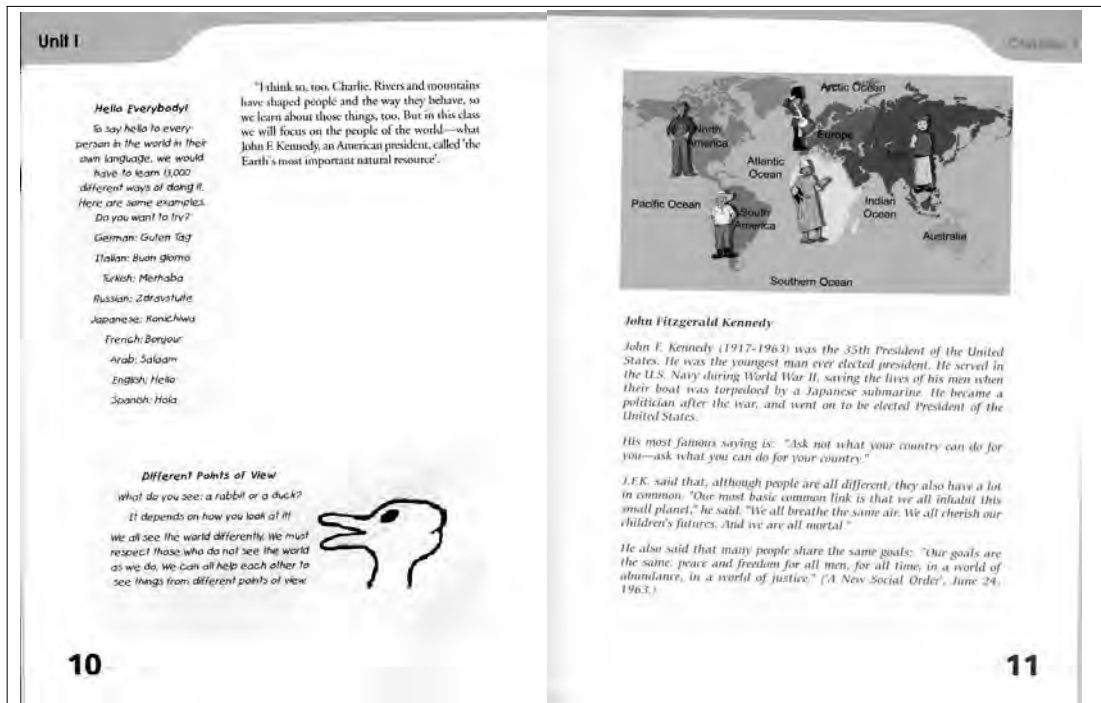 Unit I
"I think so, too, Charlie. Rivers and mountains
have shaped people and the way they behave, so
we learn about those things, too. But in this class
we will focus on the people of the world—what
John F. Kennedy, an American president, called 'the
Earth's most important natural resource'.
Hello Everybody!
To say hello to every
person in the world in their
own language, we would
have to learn 13,000
different ways of doing it.
Here are some examples.
Do you want to try?
German: Guten Tag
Italian: Buon giorno
Turkish: Merhaba
Russian: Zdravstuite
Japanese: Konichiwa
French: Bonjour
Arab: Salaam
English: Hello
Spanish: Hola
Different Points of View
What do you see: a rabbit or a duck?
It depends on how you look at it!
We all see the world differently. We must
respect those who do not see the world
as we do. We can all help each other to
see things from different points of view.
10
Chapter 1
Arctic Ocean
North
America
Europe
Atlantic
Ocean
Pacific Ocean
South
America
Indian
Ocean
Australia
Southern Ocean
John Fitzgerald Kennedy
John F. Kennedy (1917-1963) was the 35th President of the United
States. He was the youngest man ever elected president. He served in
the U.S. Navy during World War II, saving the lives of his men when
their boat was torpedoed by a Japanese submarine. He became a
politician after the war, and went on to be elected President of the
United States.
His most famous saying is: "Ask not what your country can do for
you—ask what you can do for your country."
J.F.K. said that, although people are all different, they also have a lot
in common. "Our most basic common link is that we all inhabit this
small planet," he said. "We all breathe the same air. We all cherish our
children's futures. And we are all mortal."
He also said that many people share the same goals: "Our goals are
the same: peace and freedom for all men, for all time, in a world of
abundance, in a world of justice." ('A New Social Order', June 24,
1963.)
11